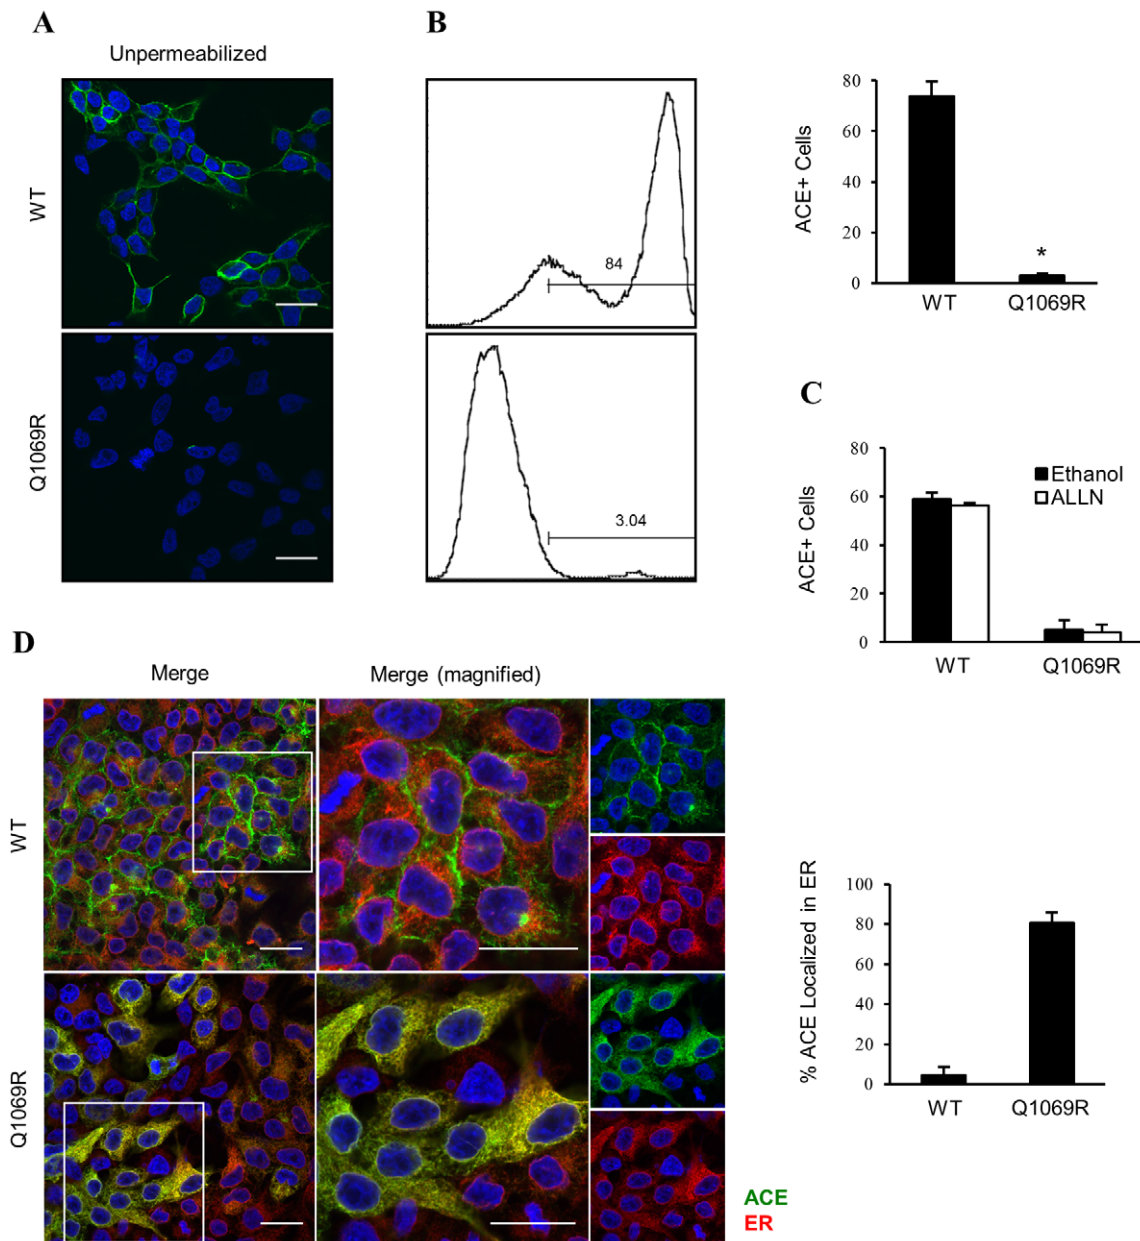 A
Unpermeabilized
WT
Q1069R
B
84
3.04
ACE+ Cells
80
60
40
20
0
*
WT
Q1069R
C
ACE+ Cells
80
60
40
20
0
Ethanol
ALLN
WT
Q1069R
D
Merge
Merge (magnified)
WT
Q1069R
ACE
ER
% ACE Localized in ER
100
80
60
40
20
0
WT
Q1069R